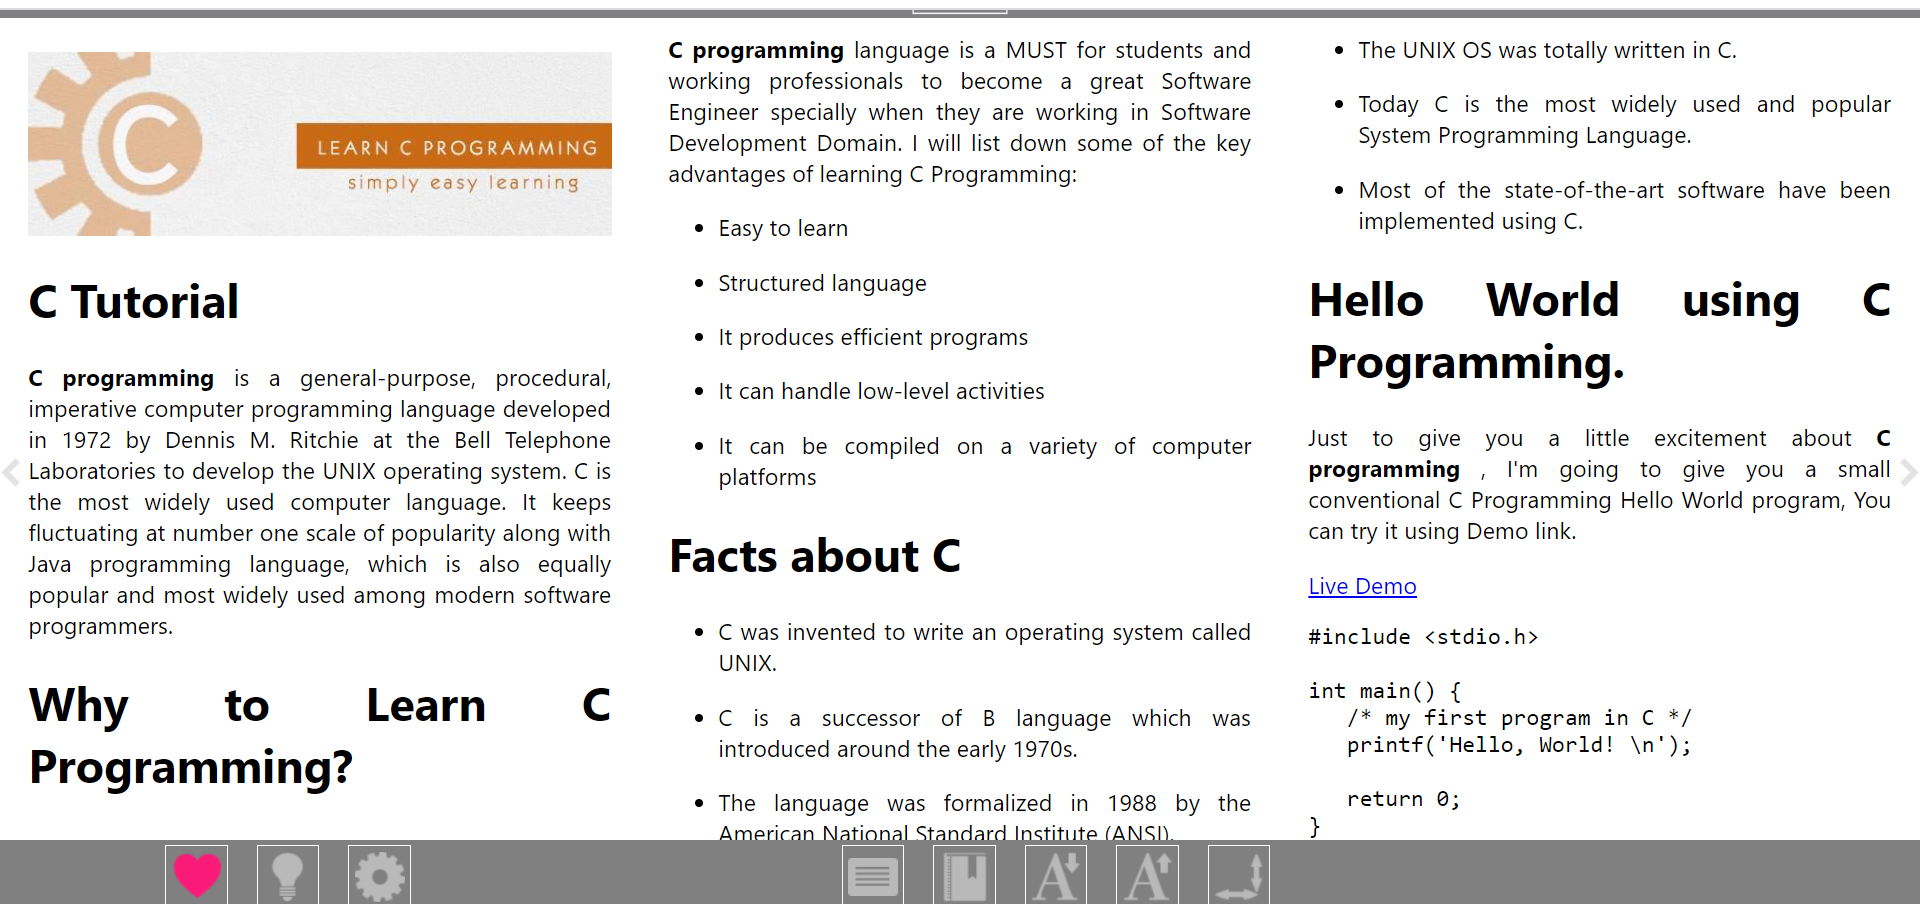 C
LEARN C PROGRAMMING
simply easy learning
C Tutorial
C programming is a general-purpose, procedural,
imperative computer programming language developed
in 1972 by Dennis M. Ritchie at the Bell Telephone
Laboratories to develop the UNIX operating system. C is
the most widely used computer language. It keeps
fluctuating at number one scale of popularity along with
Java programming language, which is also equally
popular and most widely used among modern software
programmers.
Why to Learn C
Programming?
C programming language is a MUST for students and
working professionals to become a great Software
Engineer specially when they are working in Software
Development Domain. I will list down some of the key
advantages of learning C Programming:
• Easy to learn
• Structured language
• It produces efficient programs
• It can handle low-level activities
• It can be compiled on a variety of computer
platforms
Facts about C
• C was invented to write an operating system called
UNIX.
• C is a successor of B language which was
introduced around the early 1970s.
• The language was formalized in 1988 by the
American National Standard Institute (ANSI).
• The UNIX OS was totally written in C.
• Today C is the most widely used and popular
System Programming Language.
• Most of the state-of-the-art software have been
implemented using C.
Hello World using C
Programming.
Just to give you a little excitement about C
programming , I'm going to give you a small
conventional C Programming Hello World program, You
can try it using Demo link.
Live Demo
#include <stdio.h>
int main() {
/* my first program in C */
printf('Hello, World! \n');
return 0;
}
A
A